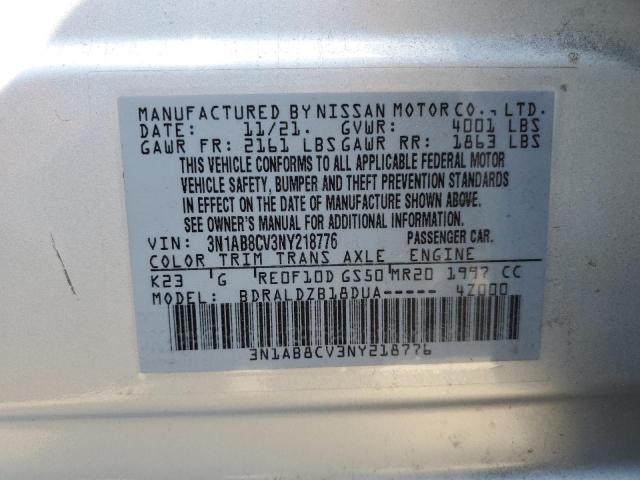 MANUFACTURED BY NISSAN MOTOR CO., LTD.
DATE: 11/21. GVWR: 4001 LBS
GAWR FR: 2161 LBS GAWR RR: 1863 LBS
THIS VEHICLE CONFORMS TO ALL APPLICABLE FEDERAL MOTOR
VEHICLE SAFETY, BUMPER AND THEFT PREVENTION STANDARDS
IN EFFECT ON THE DATE OF MANUFACTURE SHOWN ABOVE.
SEE OWNER'S MANUAL FOR ADDITIONAL INFORMATION.
VIN: 3N1AB8CV3NY218776 PASSENGER CAR.
COLOR TRIM TRANS AXLE ENGINE
K23 G RE0F10D GS50 MR20 1997 CC
MODEL: BDRALDZB18DUA----- 4Z000
3N1AB8CV3NY218776